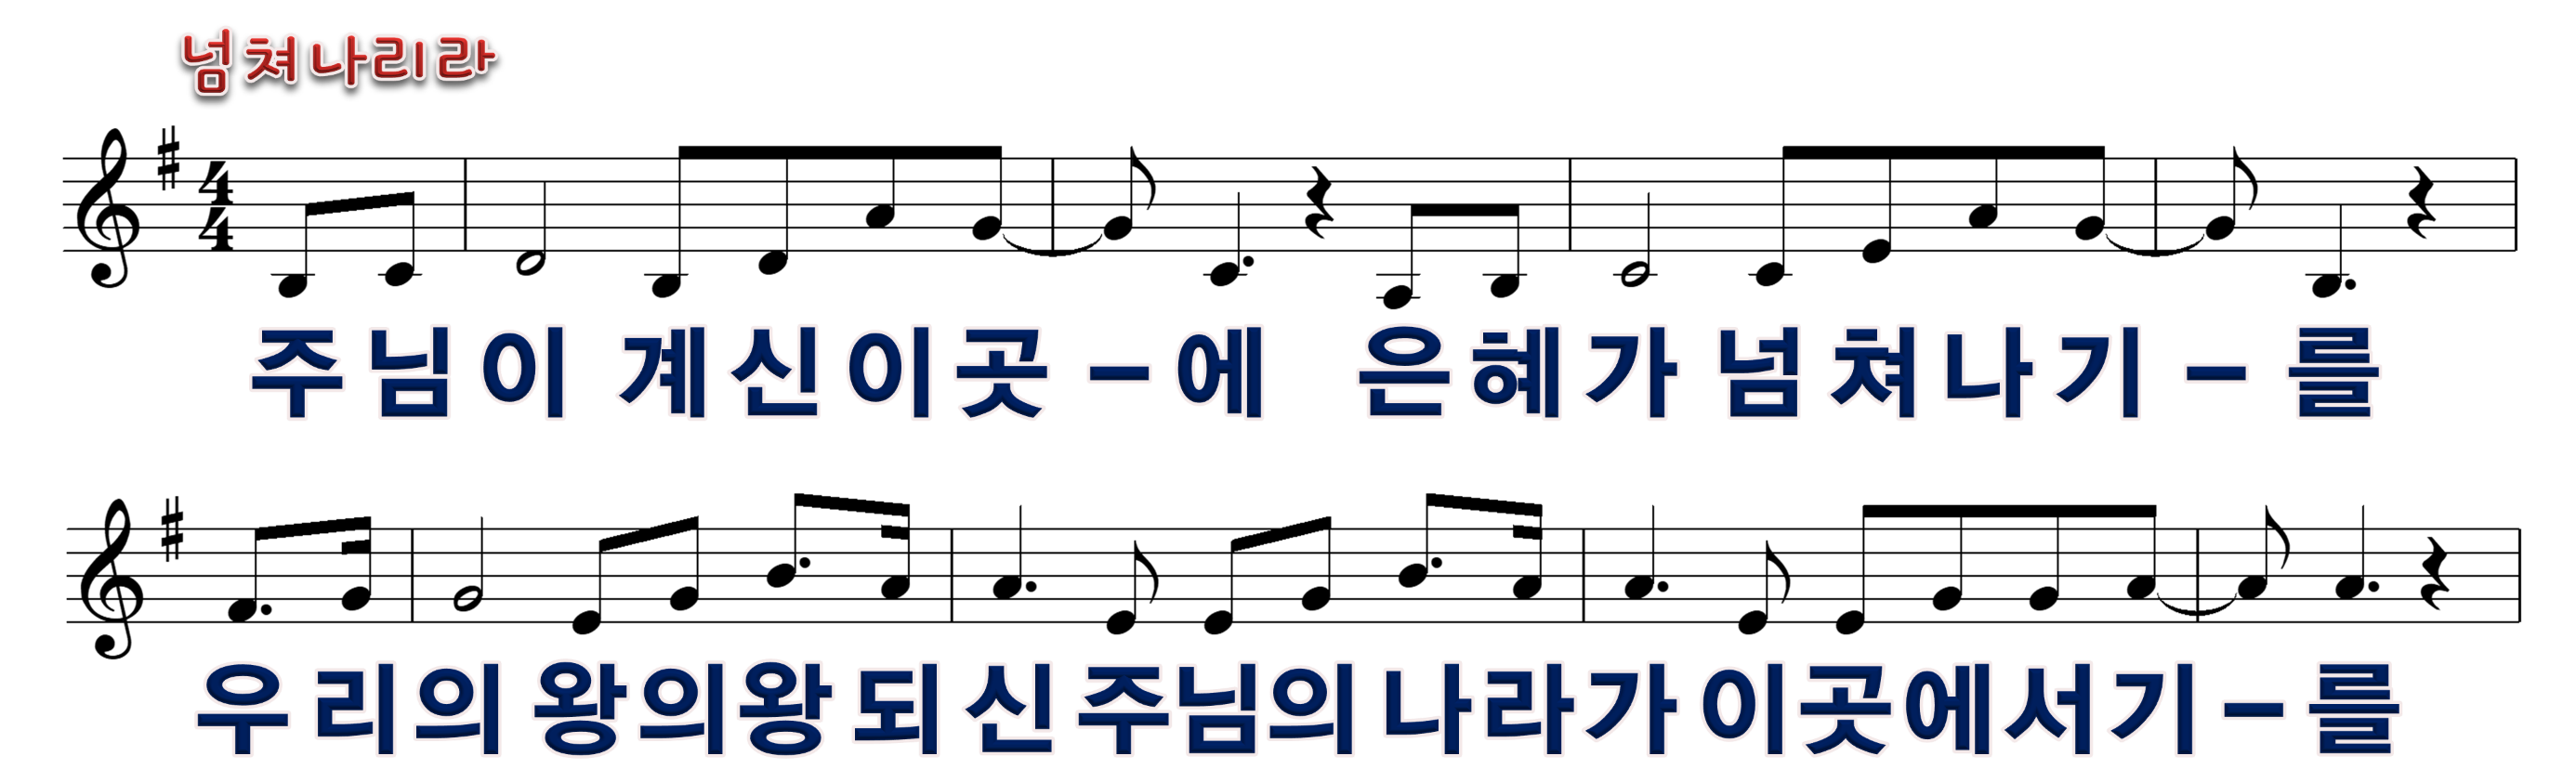 넘쳐나리라
4
4
주님이 계신이곳-에 은혜가 넘쳐나기-를
우리의 왕의왕 되신 주님의 나라가 이곳에서기-를